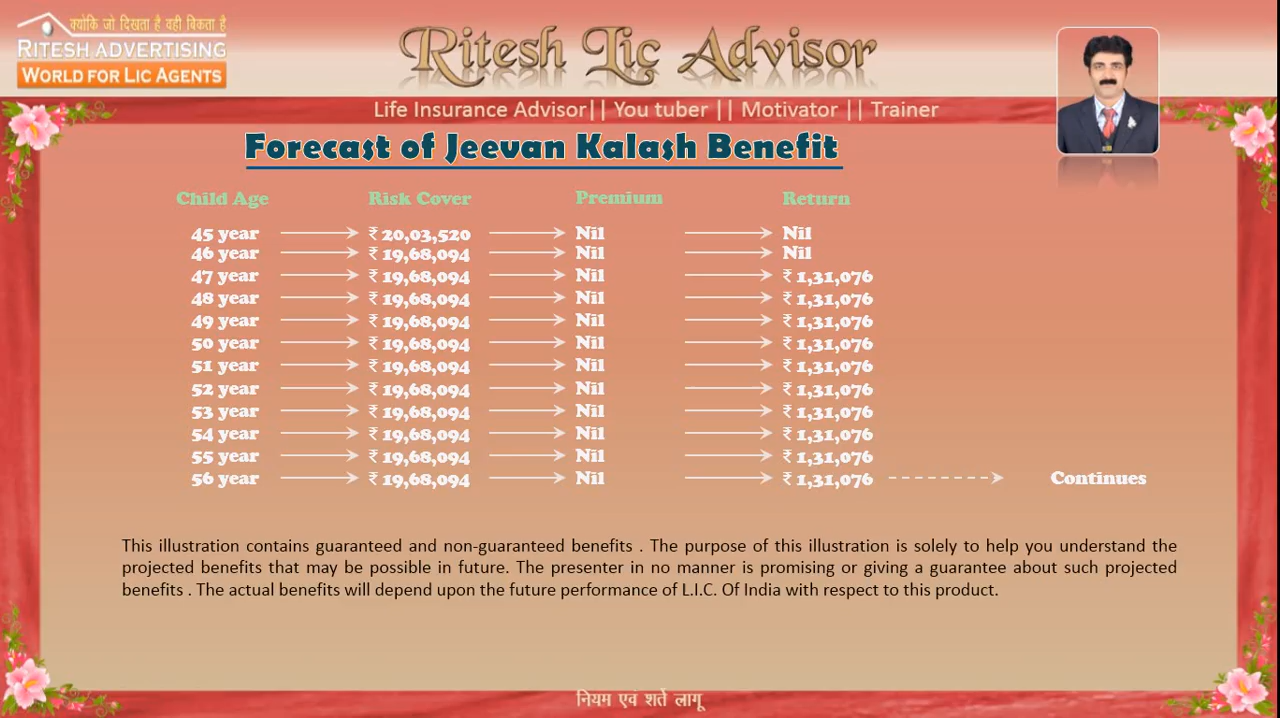 क्योंकि जो दिखता है वही बिकता है
RITESH ADVERTISING
WORLD FOR LIC AGENTS
Ritesh Lic Advisor
Life Insurance Advisor|| You tuber || Motivator || Trainer
Forecast of Jeevan Kalash Benefit
Child Age Risk Cover Premium Return
45 year ₹ 20,03,520 Nil Nil
46 year ₹ 19,68,094 Nil Nil
47 year ₹ 19,68,094 Nil ₹ 1,31,076
48 year ₹ 19,68,094 Nil ₹ 1,31,076
49 year ₹ 19,68,094 Nil ₹ 1,31,076
50 year ₹ 19,68,094 Nil ₹ 1,31,076
51 year ₹ 19,68,094 Nil ₹ 1,31,076
52 year ₹ 19,68,094 Nil ₹ 1,31,076
53 year ₹ 19,68,094 Nil ₹ 1,31,076
54 year ₹ 19,68,094 Nil ₹ 1,31,076
55 year ₹ 19,68,094 Nil ₹ 1,31,076
56 year ₹ 19,68,094 Nil ₹ 1,31,076 Continues
This illustration contains guaranteed and non-guaranteed benefits . The purpose of this illustration is solely to help you understand the
projected benefits that may be possible in future. The presenter in no manner is promising or giving a guarantee about such projected
benefits . The actual benefits will depend upon the future performance of L.I.C. Of India with respect to this product.
नियम एवं शर्ते लागू